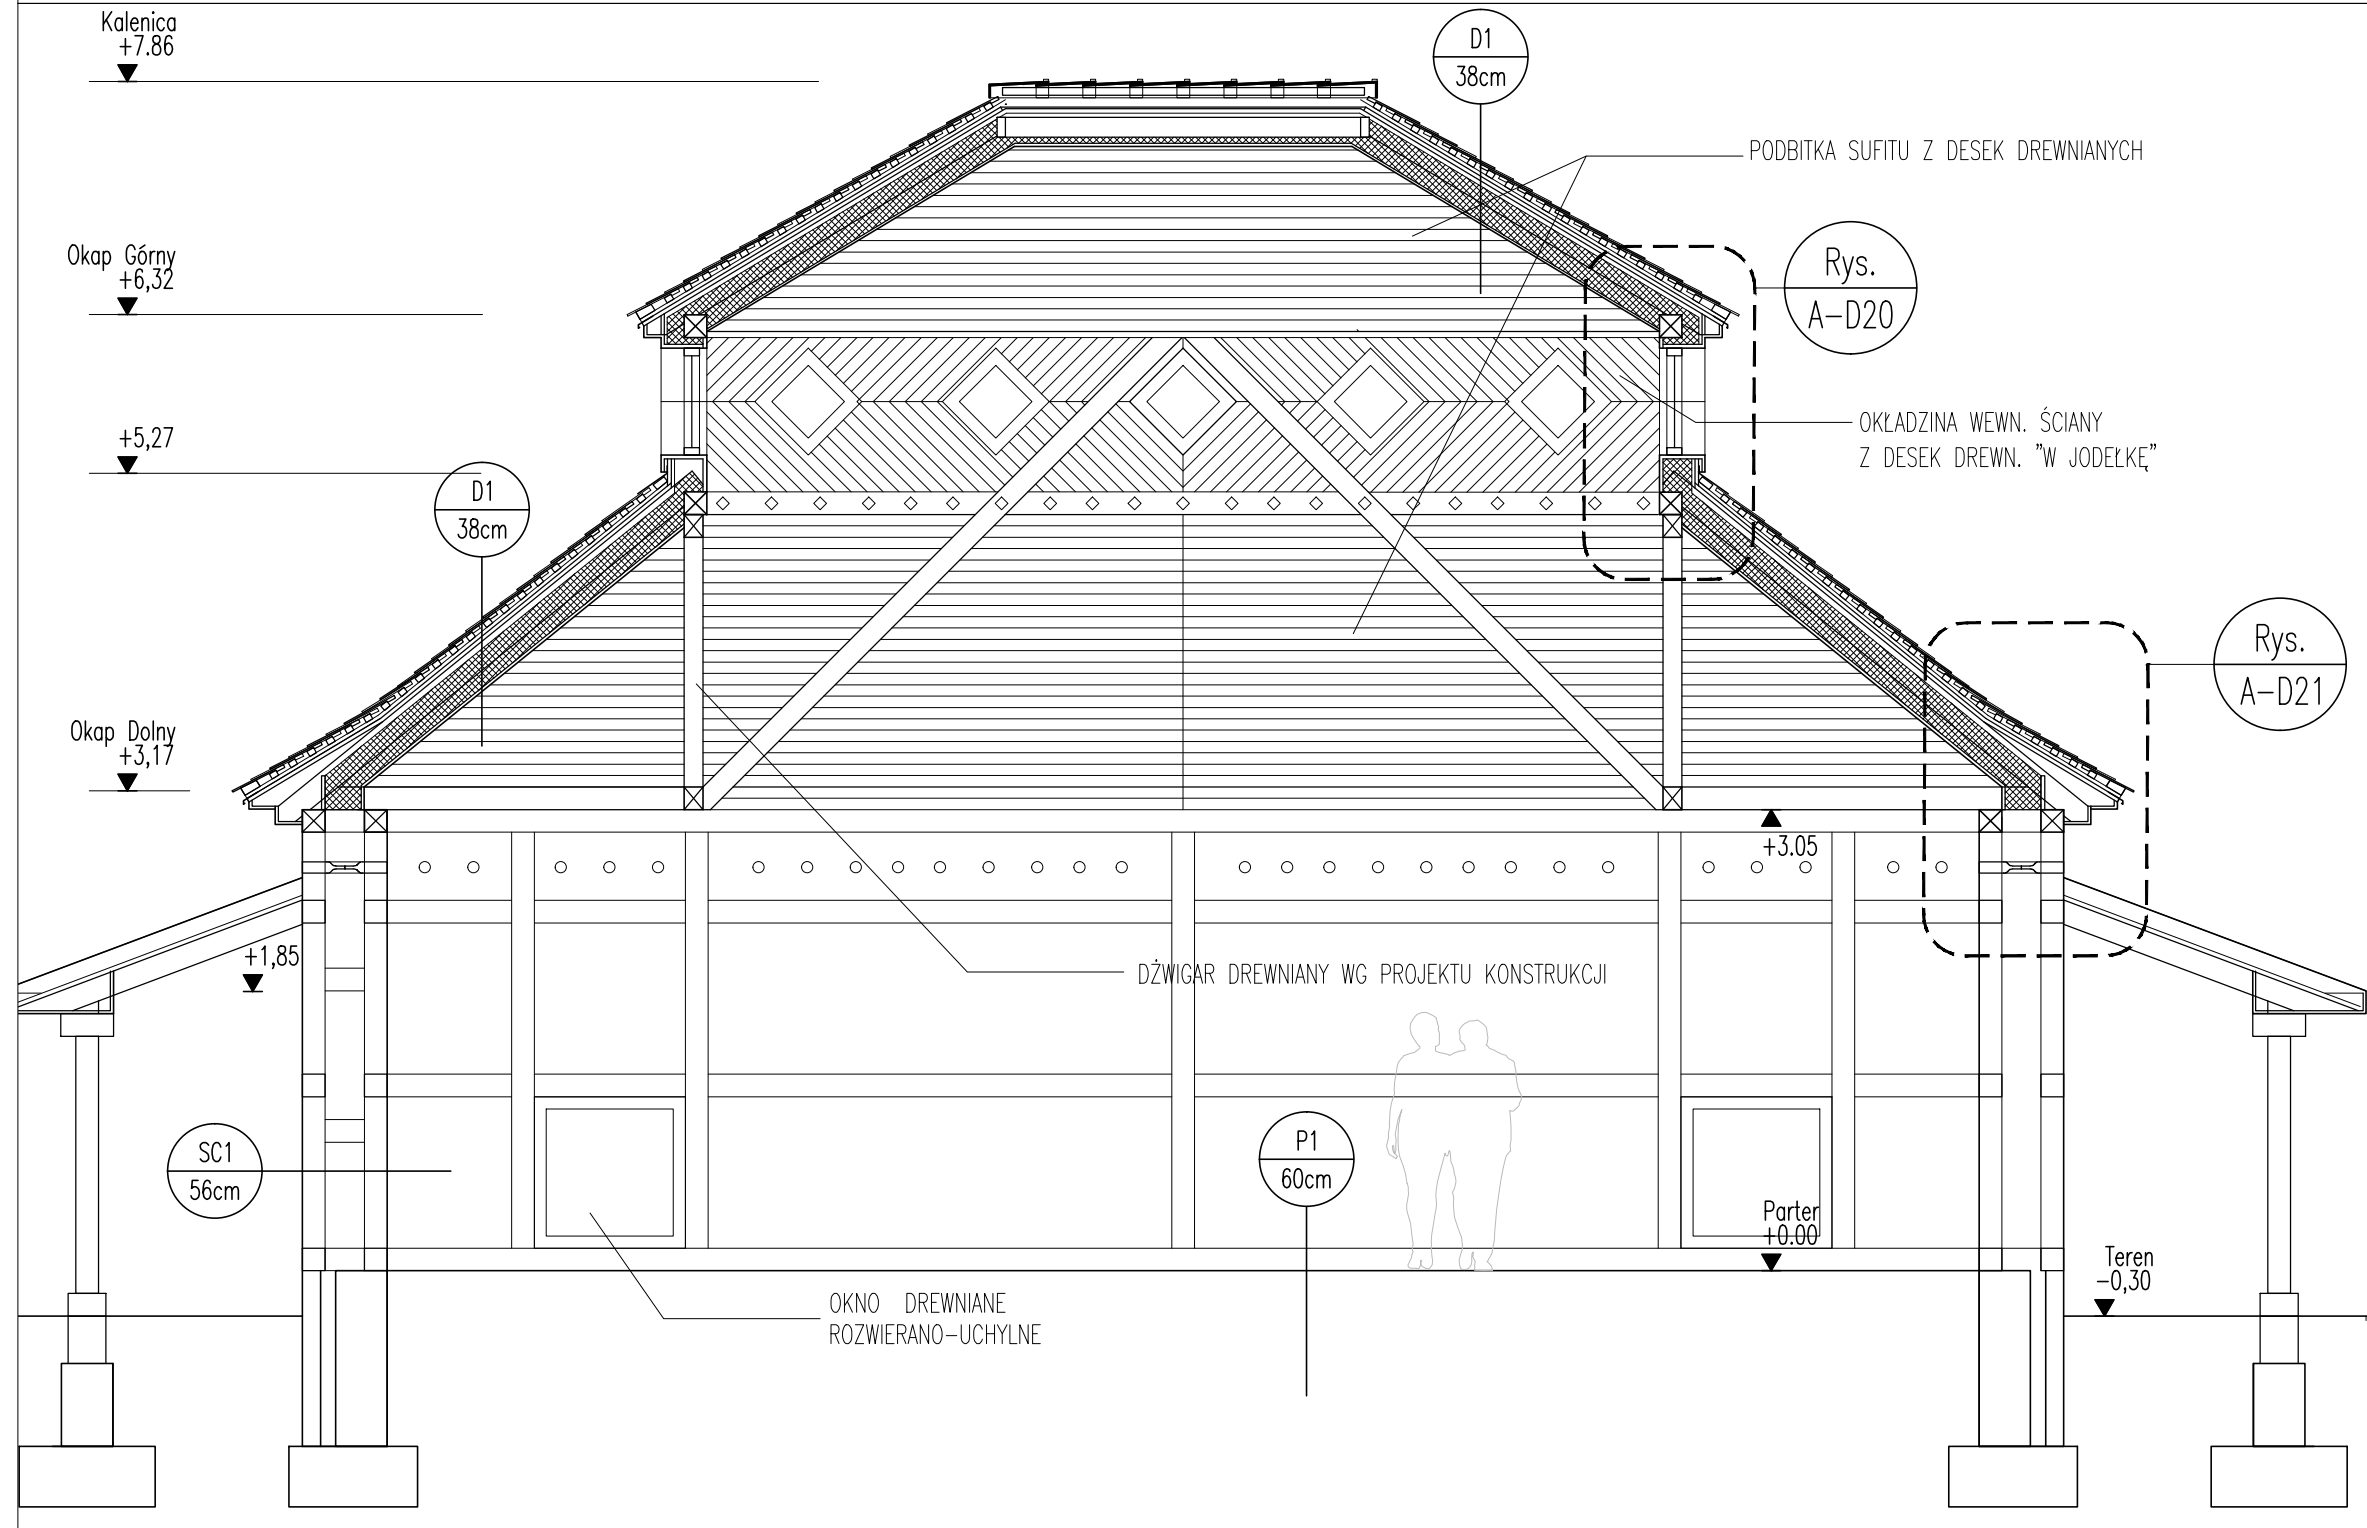 Kalenica
+7.86
D1
38cm
PODBITKA SUFITU Z DESEK DREWNIANYCH
Okap Górny
+6,32
Rys.
A-D20
OKŁADZINA WEWN. ŚCIANY
Z DESEK DREWN. "W JODEŁKĘ"
+5,27
D1
38cm
Rys.
A-D21
Okap Dolny
+3,17
+3.05
+1,85
DŻWIGAR DREWNIANY WG PROJEKTU KONSTRUKCJI
SC1
56cm
P1
60cm
Parter
+0.00
Teren
-0,30
OKNO DREWNIANE
ROZWIERANO-UCHYLNE